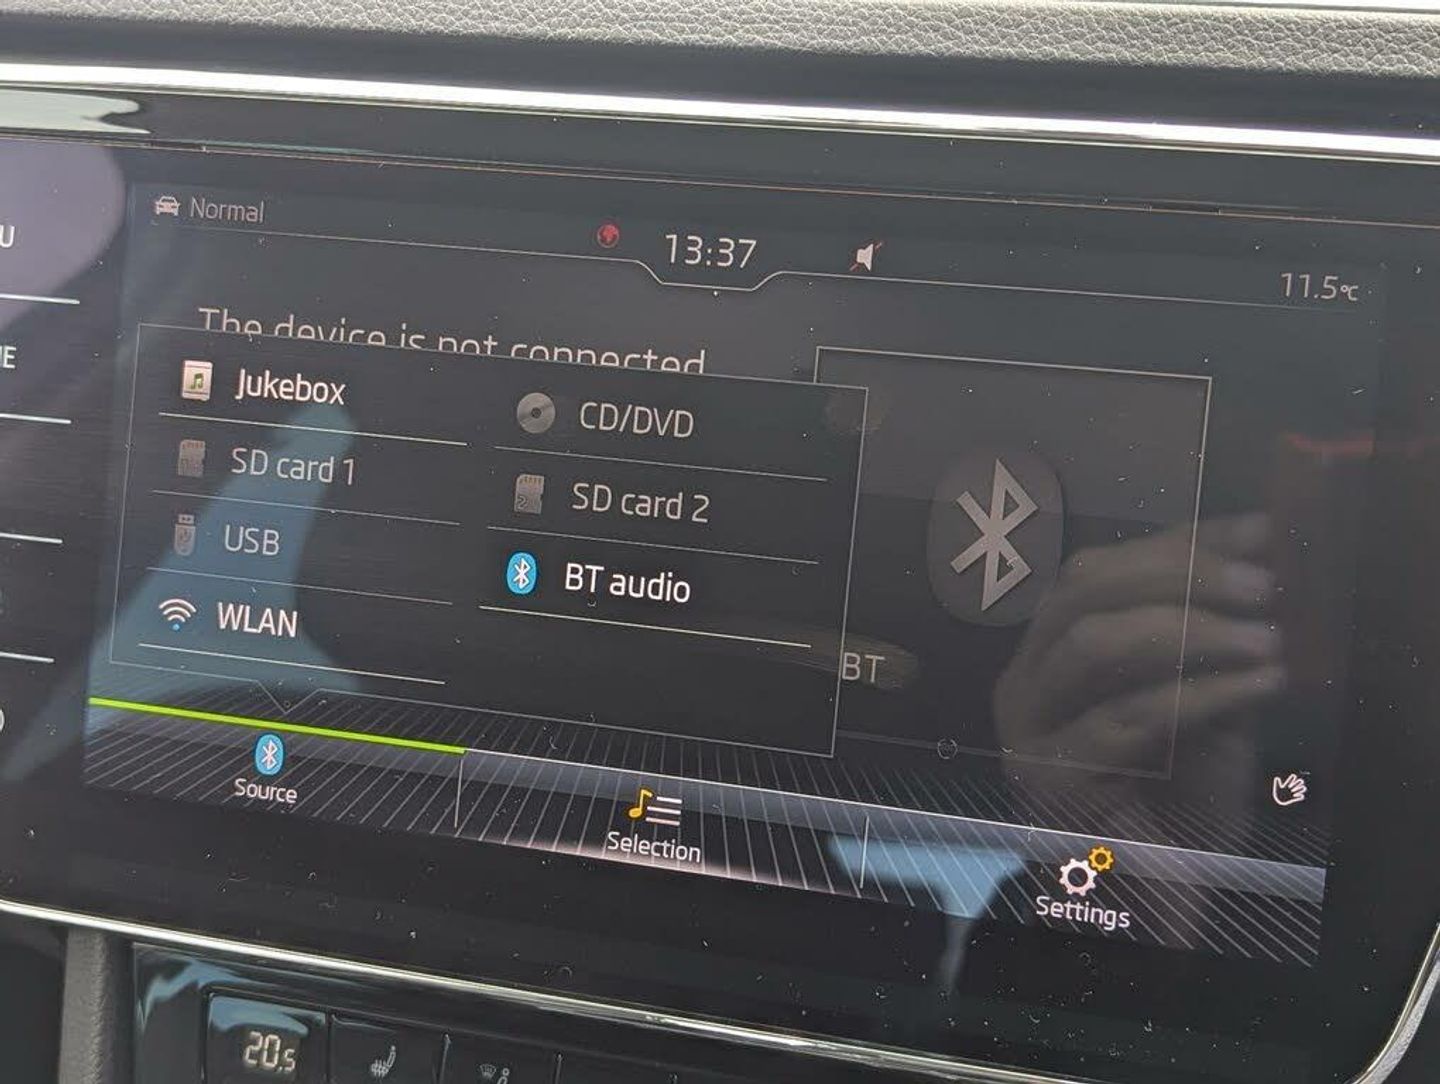 Normal
13:37
11.5°C
The device is not connected
Jukebox
CD/DVD
SD card 1
SD card 2
USB
BT audio
WLAN
BT
Source
Selection
Settings
20.5